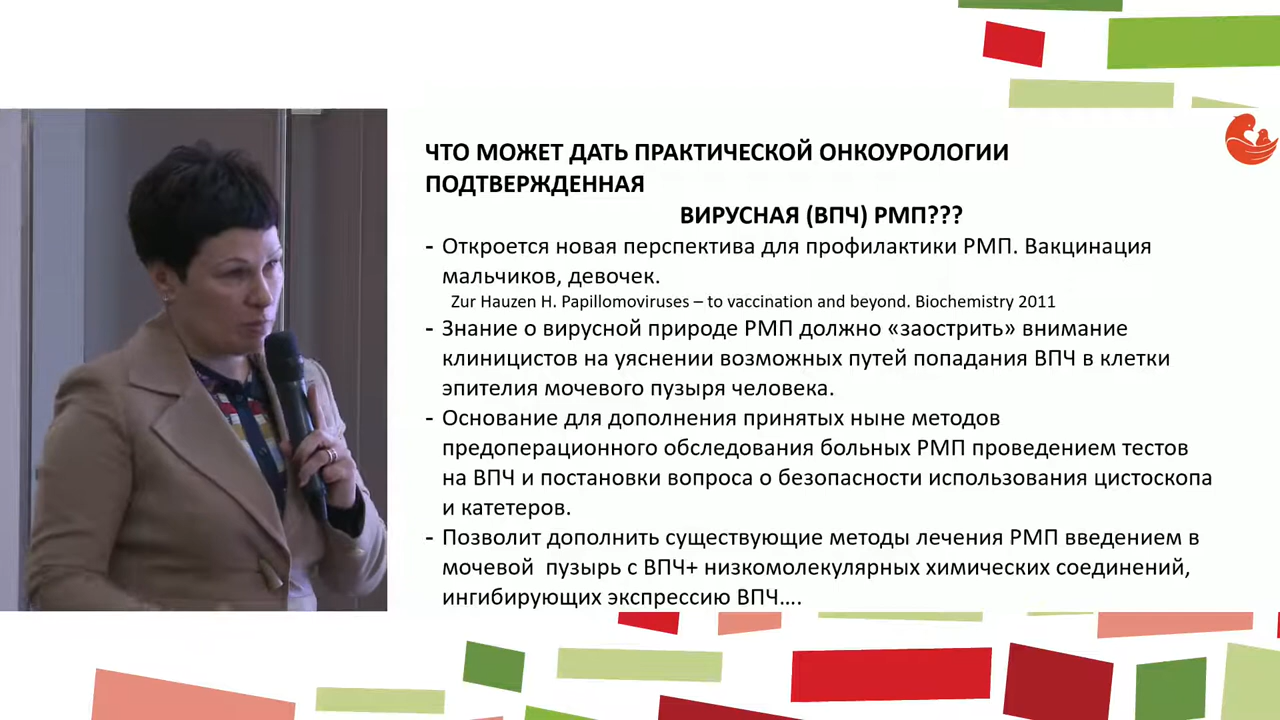 ЧТО МОЖЕТ ДАТЬ ПРАКТИЧЕСКОЙ ОНКОУРОЛОГИИ
ПОДТВЕРЖДЕННАЯ
ВИРУСНАЯ (ВПЧ) РМП???
- Откроется новая перспектива для профилактики РМП. Вакцинация
мальчиков, девочек.
Zur Hauzen H. Papillomoviruses – to vaccination and beyond. Biochemistry 2011
- Знание о вирусной природе РМП должно «заострить» внимание
клиницистов на уяснении возможных путей попадания ВПЧ в клетки
эпителия мочевого пузыря человека.
- Основание для дополнения принятых ныне методов
предоперационного обследования больных РМП проведением тестов
на ВПЧ и постановки вопроса о безопасности использования цистоскопа
и катетеров.
- Позволит дополнить существующие методы лечения РМП введением в
мочевой пузырь с ВПЧ+ низкомолекулярных химических соединений,
ингибирующих экспрессию ВПЧ….